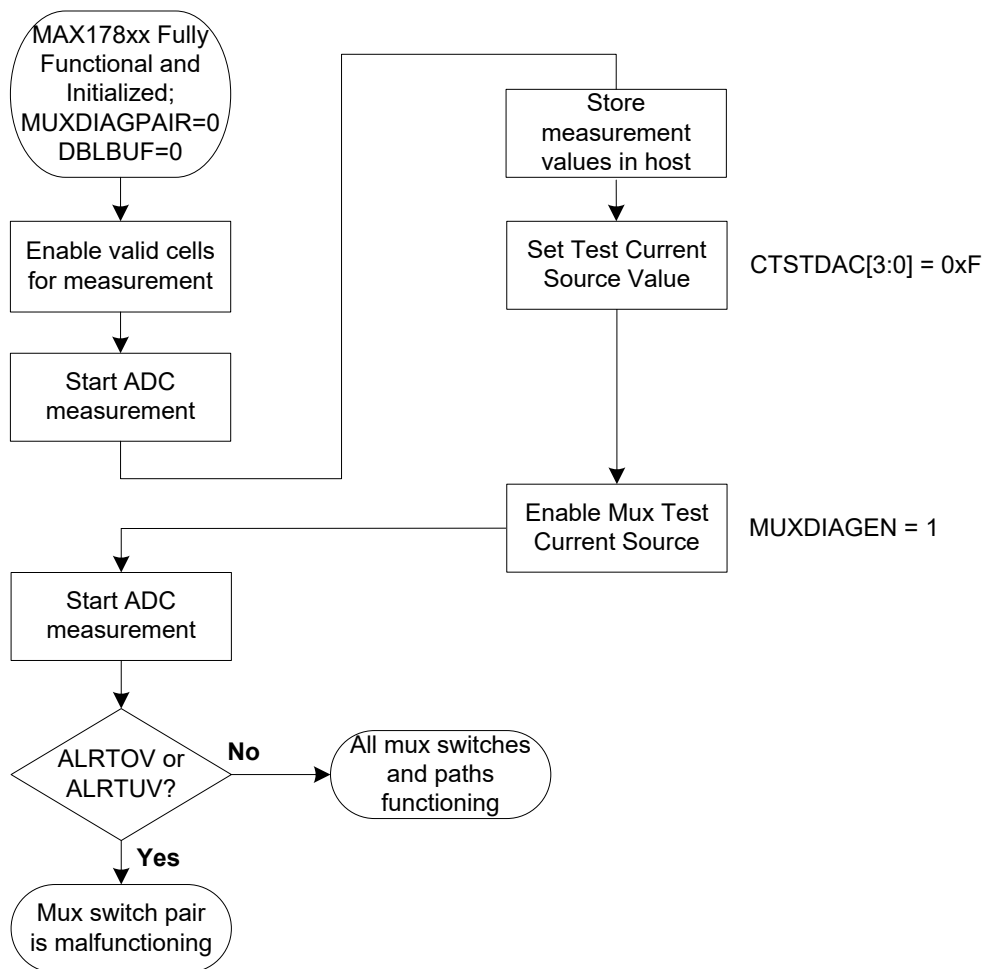 MAX178xx Fully
Functional and
Initialized;
MUXDIAGPAIR=0
DBLBUF=0
Enable valid cells
for measurement
Start ADC
measurement
Store
measurement
values in host
Set Test Current
Source Value
CTSTDAC[3:0] = 0xF
Enable Mux Test
Current Source
MUXDIAGEN = 1
Start ADC
measurement
ALRTOV or
ALRTUV?
No
All mux switches
and paths
functioning
Yes
Mux switch pair
is malfunctioning